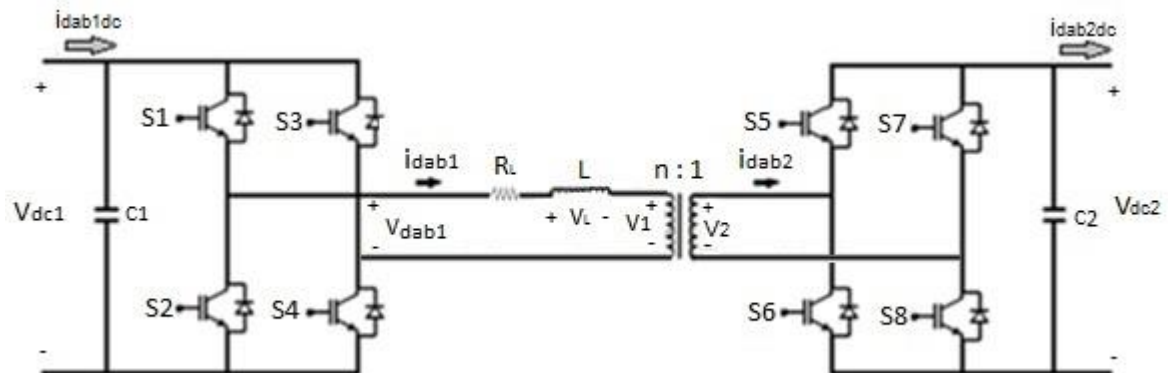 idab1dc
idab2dc
+
+
S1
S3
S5
S7
idab1
RL
L
n : 1
idab2
Vdc1
C1
+
Vdab1
-
+ VL -
V1
+
-
+
V2
-
C2
Vdc2
S2
S4
S6
S8
-
-